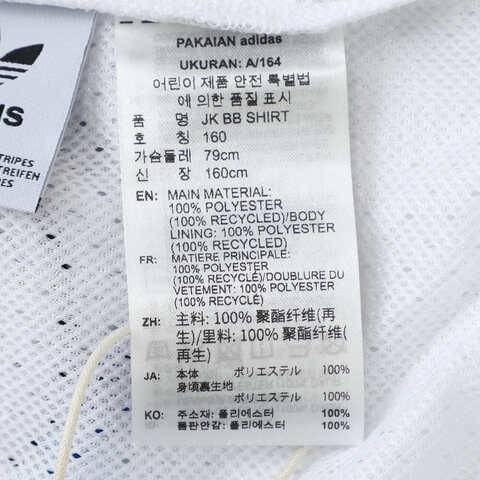 PAKAIAN adidas
UKURAN: A/164
어린이 제품 안전 특별법
에 의한 품질 표시
품 명 JK BB SHIRT
호 칭 160
가슴둘레 79cm
신 장 160cm
EN: MAIN MATERIAL:
100% POLYESTER
(100% RECYCLED)/BODY
LINING: 100% POLYESTER
(100% RECYCLED)
FR: MATIERE PRINCIPALE:
100% POLYESTER
(100% RECYCLÉ)/DOUBLURE DU
VETEMENT: 100% POLYESTER
(100% RECYCLÉ)
ZH: 主料: 100% 聚酯纤维(再
生)/里料: 100% 聚酯纤维(
再生)
JA: 本体 ポリエステル 100%
身頃裏生地
ポリエステル 100%
KO: 주소재: 폴리에스터 100%
몸판안감: 폴리에스터 100%
STRIPES